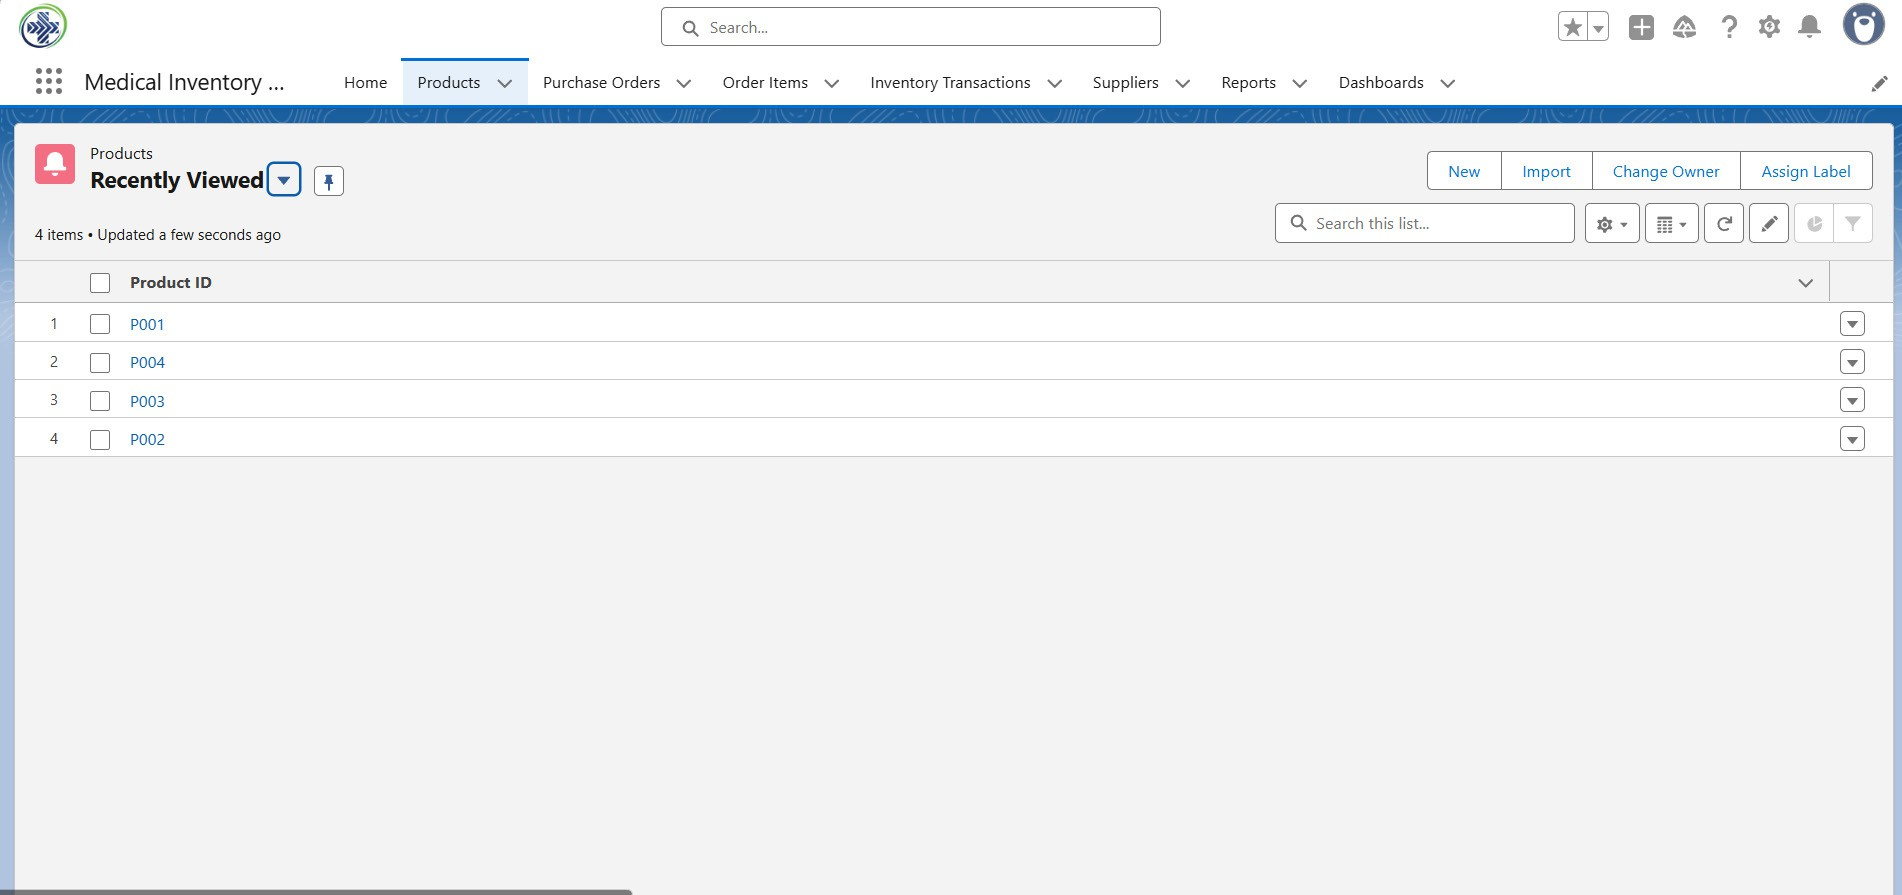 Search...
Medical Inventory ...
Home
Products
Purchase Orders
Order Items
Inventory Transactions
Suppliers
Reports
Dashboards
Products
Recently Viewed
New
Import
Change Owner
Assign Label
4 items • Updated a few seconds ago
Search this list...
Product ID
1 P001
2 P004
3 P003
4 P002